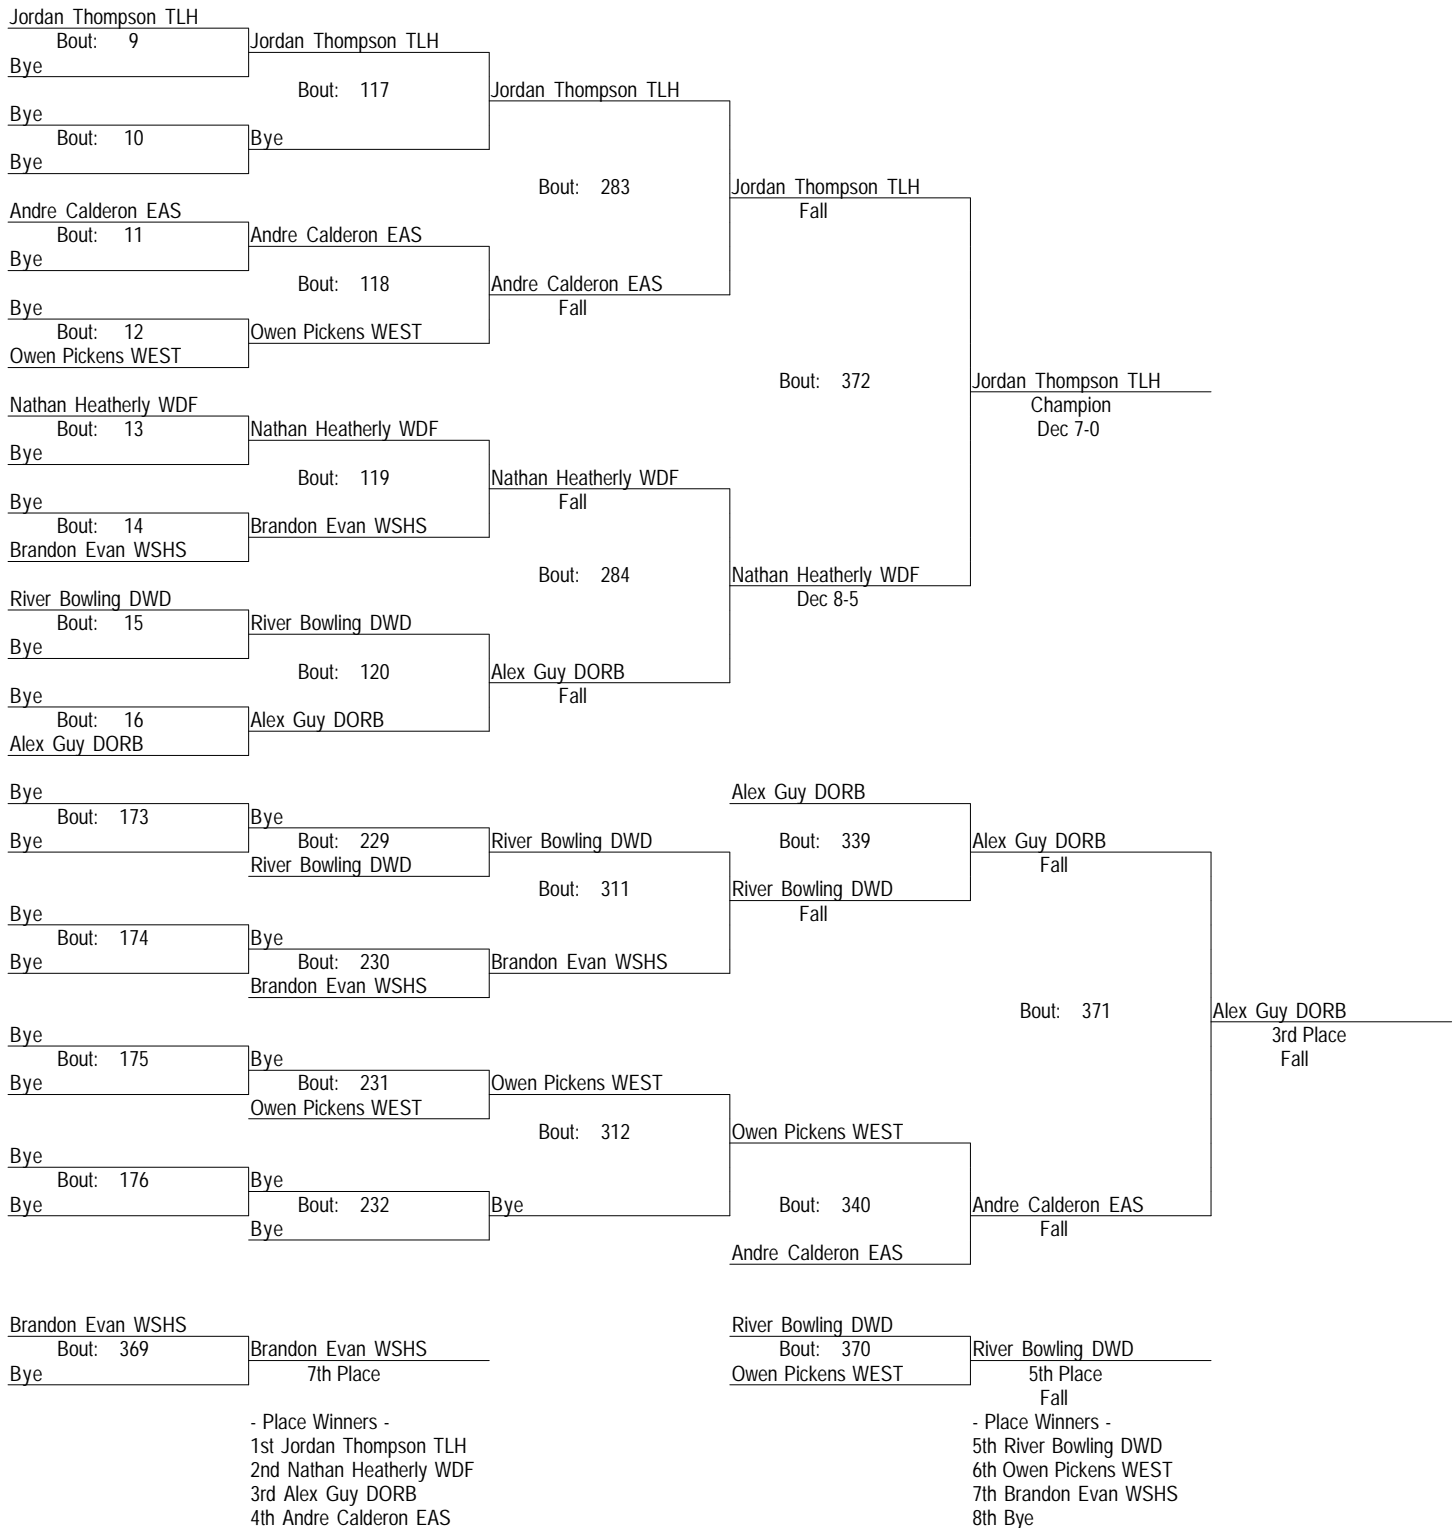 Jordan Thompson TLH
Bout: 9
Bye
Jordan Thompson TLH
Bout: 117
Jordan Thompson TLH
Bye
Bout: 10
Bye
Bye
Bout: 283
Jordan Thompson TLH
Fall
Andre Calderon EAS
Bout: 11
Bye
Andre Calderon EAS
Bout: 118
Andre Calderon EAS
Fall
Bye
Bout: 12
Owen Pickens WEST
Owen Pickens WEST
Bout: 372
Jordan Thompson TLH
Champion
Dec 7-0
Nathan Heatherly WDF
Bout: 13
Bye
Nathan Heatherly WDF
Bout: 119
Nathan Heatherly WDF
Fall
Bye
Bout: 14
Brandon Evan WSHS
Brandon Evan WSHS
Bout: 284
Nathan Heatherly WDF
Dec 8-5
River Bowling DWD
Bout: 15
Bye
River Bowling DWD
Bout: 120
Alex Guy DORB
Fall
Bye
Bout: 16
Alex Guy DORB
Alex Guy DORB
Bye
Bout: 173
Bye
Bye
Bout: 229
River Bowling DWD
River Bowling DWD
Bout: 311
Alex Guy DORB
Bout: 339
River Bowling DWD
Fall
Alex Guy DORB
Fall
Bye
Bout: 174
Bye
Bye
Bout: 230
Brandon Evan WSHS
Brandon Evan WSHS
Bout: 371
Alex Guy DORB
3rd Place
Fall
Bye
Bout: 175
Bye
Bye
Bout: 231
Owen Pickens WEST
Owen Pickens WEST
Bout: 312
Owen Pickens WEST
Bye
Bout: 176
Bye
Bye
Bout: 232
Bye
Bye
Bout: 340
Andre Calderon EAS
Andre Calderon EAS
Fall
Brandon Evan WSHS
Bout: 369
Bye
Brandon Evan WSHS
7th Place
River Bowling DWD
Bout: 370
Owen Pickens WEST
River Bowling DWD
5th Place
Fall
- Place Winners -
1st Jordan Thompson TLH
2nd Nathan Heatherly WDF
3rd Alex Guy DORB
4th Andre Calderon EAS
- Place Winners -
5th River Bowling DWD
6th Owen Pickens WEST
7th Brandon Evan WSHS
8th Bye